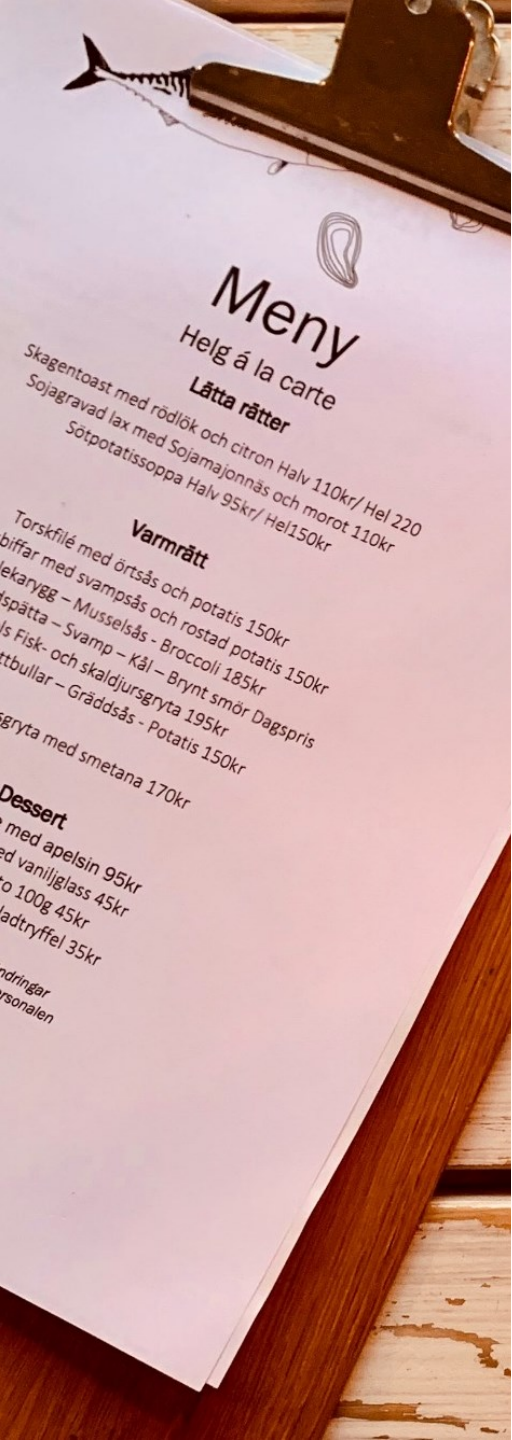 Meny
Helg á la carte
Lätta rätter
Skagentoast med rödlök och citron Halv 110kr/ Hel 220
Sojagravad lax med Sojamajonnäs och morot 110kr
Sötpotatissoppa Halv 95kr/ Hel150kr
Varmrätt
Torskfilé med örtsås och potatis 150kr
biffar med svampsås och rostad potatis 150kr
lekarygg – Musselsås - Broccoli 185kr
dspätta – Svamp – Kål – Brynt smör Dagspris
ls Fisk- och skaldjursgryta 195kr
ttbullar – Gräddsås - Potatis 150kr
sgryta med smetana 170kr
Dessert
med apelsin 95kr
ed vaniljglass 45kr
to 100g 45kr
ladtryffel 35kr
ndringar
rsonalen